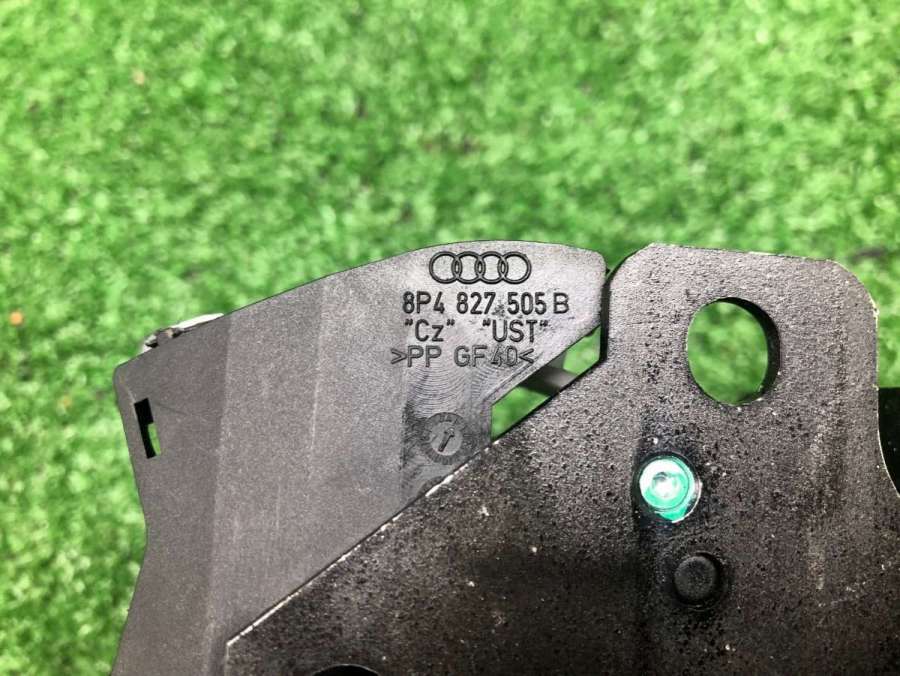 8P4 827 505 B
"Cz" "UST"
>PP GF40<